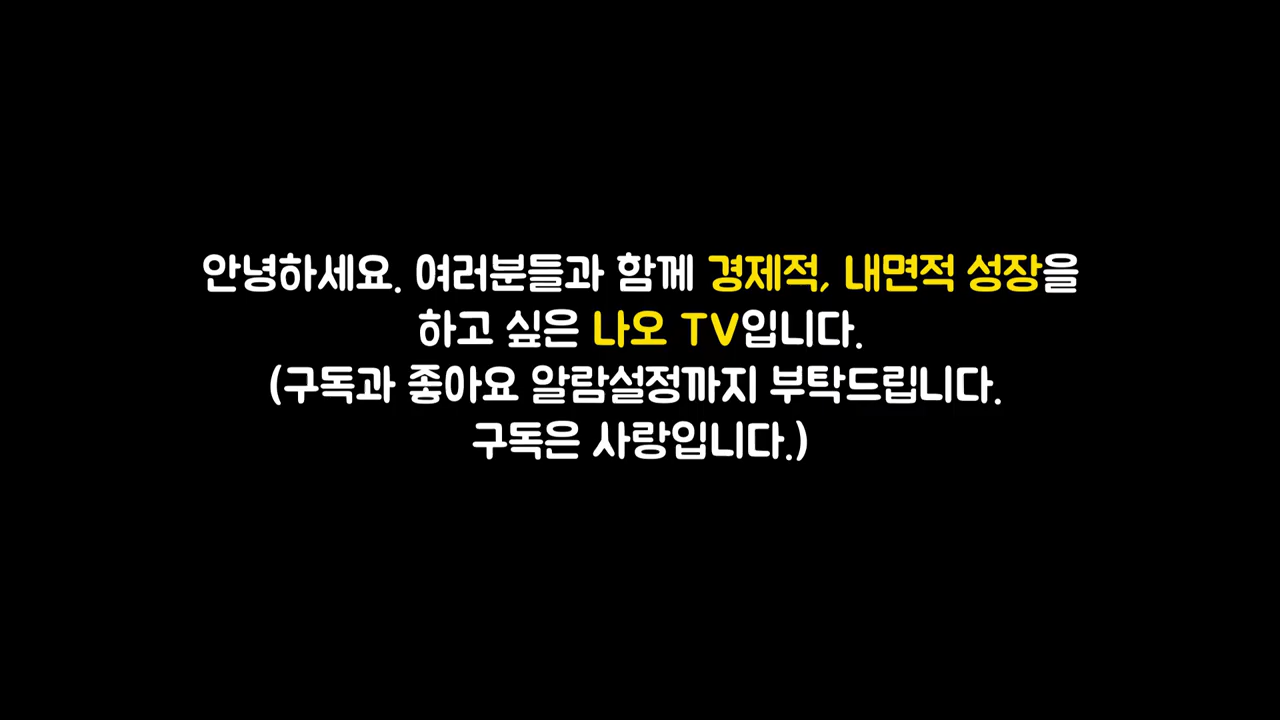 안녕하세요. 여러분들과 함께 경제적, 내면적 성장을
하고 싶은 나오 TV입니다.
(구독과 좋아요 알람설정까지 부탁드립니다.
구독은 사랑입니다.)